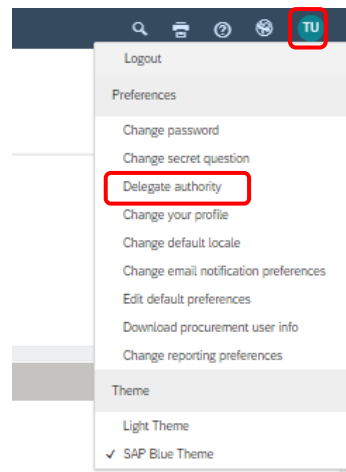 TU
Logout
Preferences
Change password
Change secret question
Delegate authority
Change your profile
Change default locale
Change email notification preferences
Edit default preferences
Download procurement user info
Change reporting preferences
Theme
Light Theme
✓ SAP Blue Theme